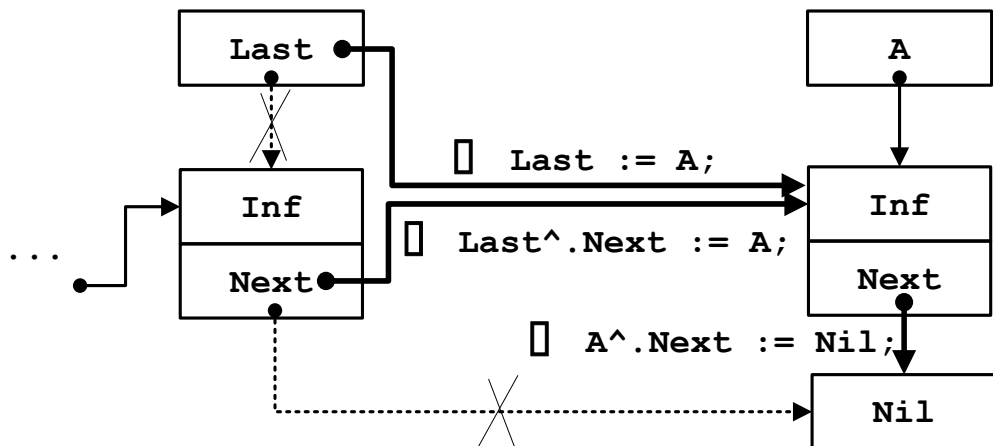 Last
A
▯ Last := A;
Inf
Inf
▯ Last^.Next := A;
...
Next
Next
▯ A^.Next := Nil;
Nil